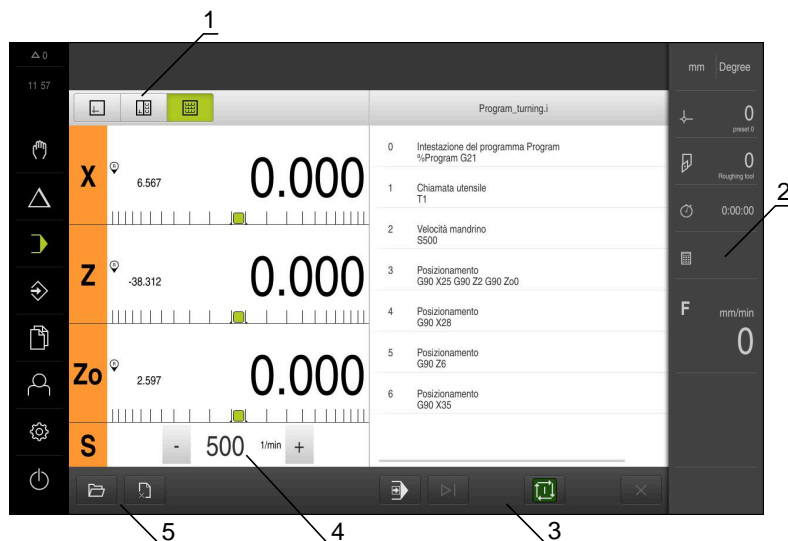 1
0
11 57
mm Degree
Program_turning.i
0
preset 0
0
Roughing tool
0:00:00
2
F mm/min
0
X R 6.567 0.000
Z R -38.312 0.000
Zo R 2.597 0.000
S - 500 1/min +
0 Intestazione del programma Program
%Program G21
1 Chiamata utensile
T1
2 Velocità mandrino
S500
3 Posizionamento
G90 X25 G90 Z2 G90 Zo0
4 Posizionamento
G90 X28
5 Posizionamento
G90 Z6
6 Posizionamento
G90 X35
5
4
3